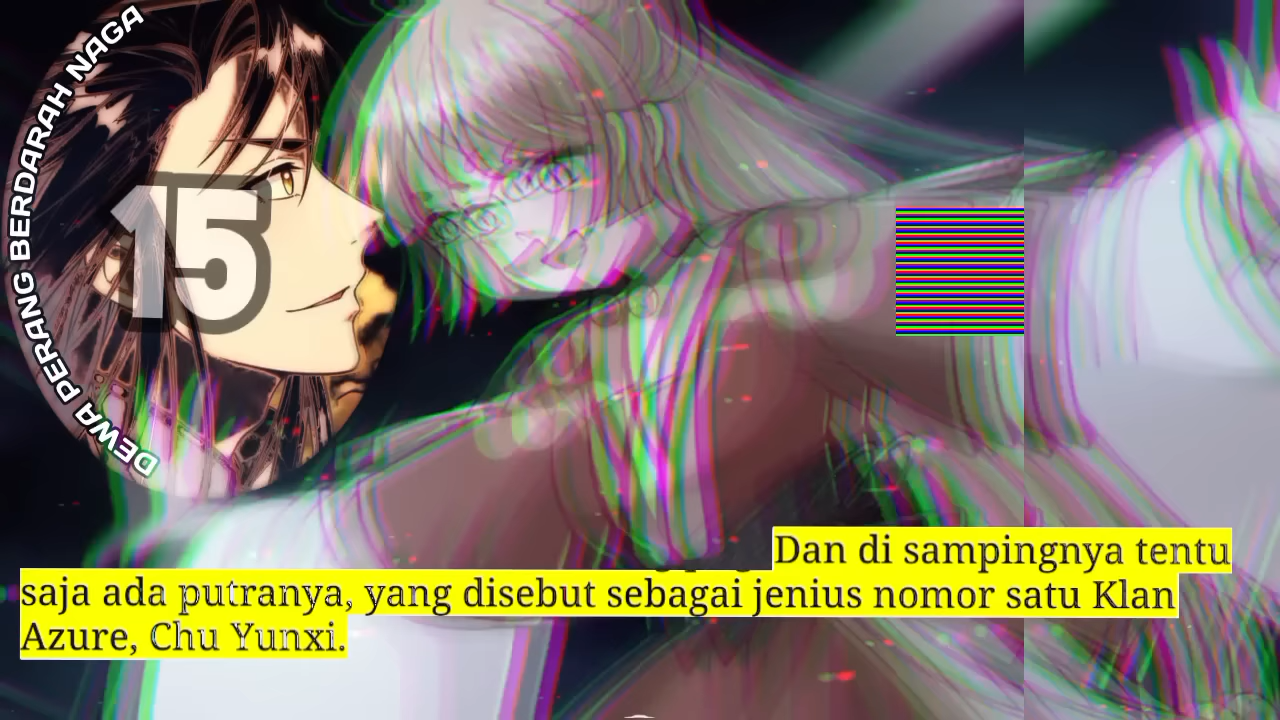 DEWA PERANG BERDARAH NAGA
15
Dan di sampingnya tentu
saja ada putranya, yang disebut sebagai jenius nomor satu Klan
Azure, Chu Yunxi.